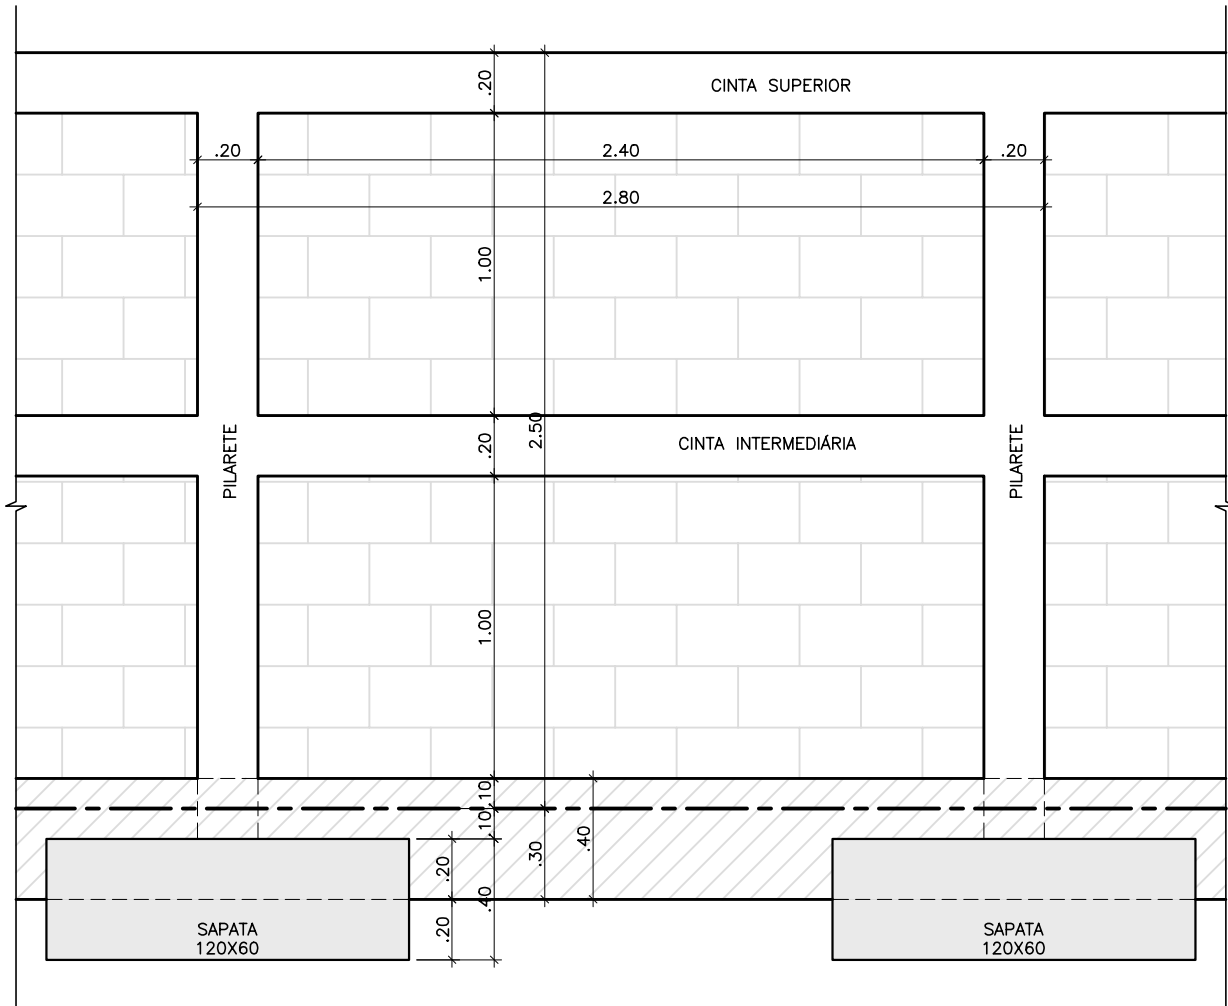 .20
CINTA SUPERIOR
.20
2.40
.20
2.80
1.00
PILARETE
.20
2.50
CINTA INTERMEDIÁRIA
PILARETE
1.00
.10
.10
.20
.40
.30
.40
.20
SAPATA
120X60
SAPATA
120X60